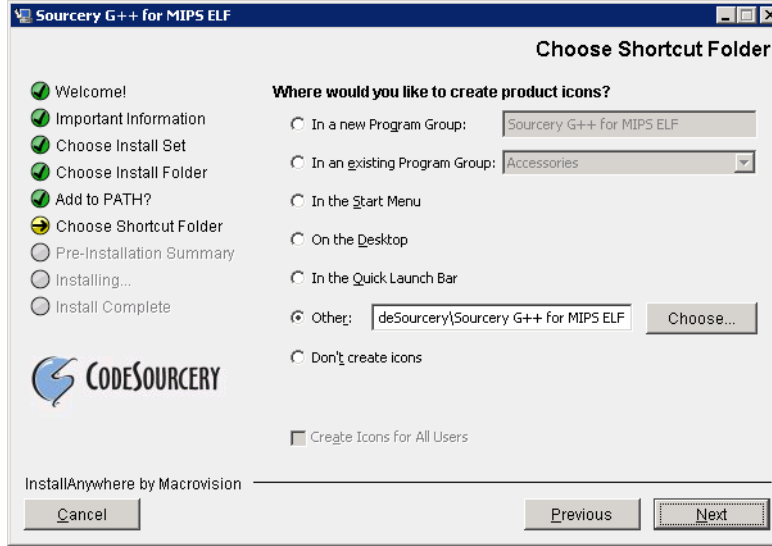 Sourcery G++ for MIPS ELF
Choose Shortcut Folder
Welcome!
Important Information
Choose Install Set
Choose Install Folder
Add to PATH?
Choose Shortcut Folder
Pre-Installation Summary
Installing...
Install Complete
CODESOURCERY
Where would you like to create product icons?
In a new Program Group: Sourcery G++ for MIPS ELF
In an existing Program Group: Accessories
In the Start Menu
On the Desktop
In the Quick Launch Bar
Other: deSourcery\Sourcery G++ for MIPS ELF Choose...
Don't create icons
Create Icons for All Users
InstallAnywhere by Macrovision
Cancel Previous Next